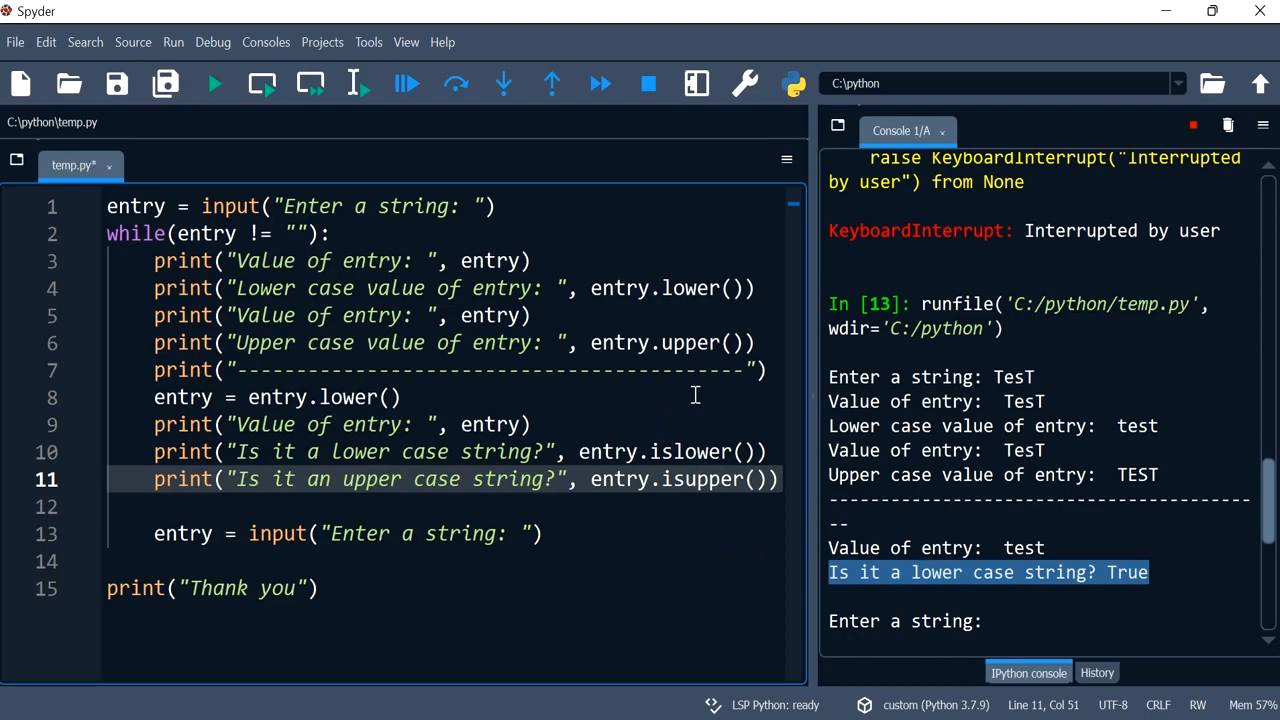 Spyder
File Edit Search Source Run Debug Consoles Projects Tools View Help
C:\python
C:\python\temp.py
temp.py*
1 entry = input("Enter a string: ")
2 while(entry != ""):
3 print("Value of entry: ", entry)
4 print("Lower case value of entry: ", entry.lower())
5 print("Value of entry: ", entry)
6 print("Upper case value of entry: ", entry.upper())
7 print("-------------------------------------------")
8 entry = entry.lower()
9 print("Value of entry: ", entry)
10 print("Is it a lower case string?", entry.islower())
11 print("Is it an upper case string?", entry.isupper())
12
13 entry = input("Enter a string: ")
14
15 print("Thank you")
Console 1/A
raise KeyboardInterrupt("Interrupted
by user") from None
KeyboardInterrupt: Interrupted by user
In [13]: runfile('C:/python/temp.py',
wdir='C:/python')
Enter a string: TesT
Value of entry:  TesT
Lower case value of entry:  test
Value of entry:  TesT
Upper case value of entry:  TEST
-----------------------------------------
--
Value of entry:  test
Is it a lower case string? True
Enter a string:
IPython console History
LSP Python: ready custom (Python 3.7.9) Line 11, Col 51 UTF-8 CRLF RW Mem 57%